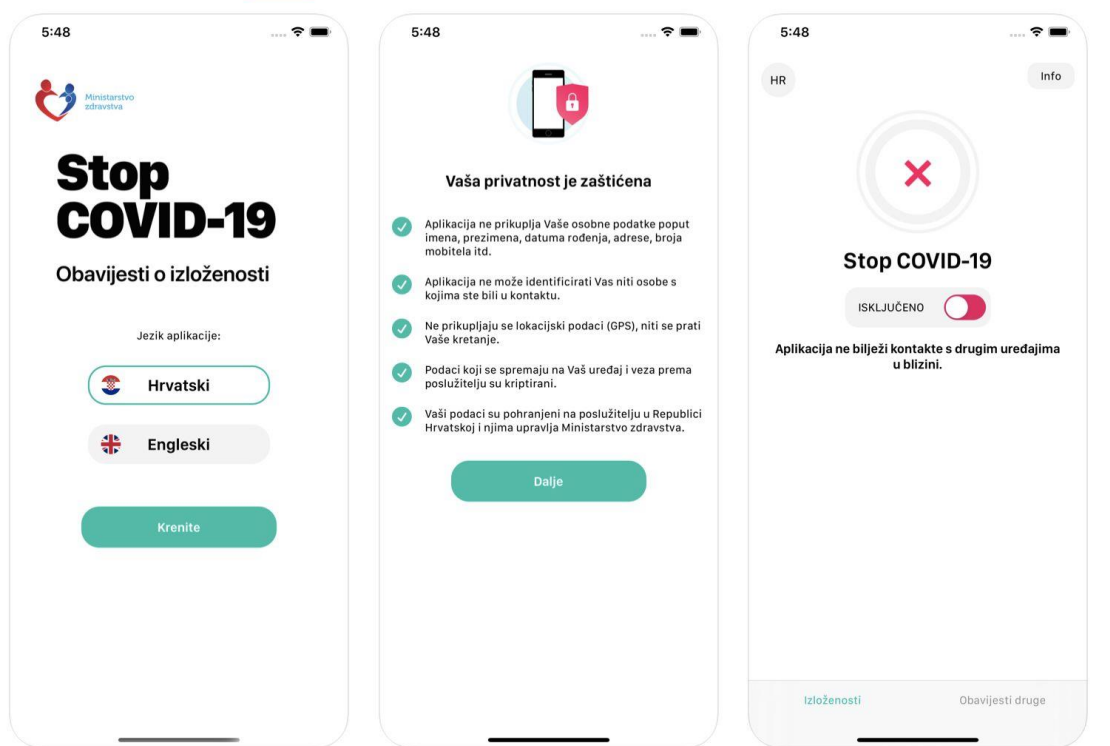 5:48
Ministarstvo
zdravstva
Stop
COVID-19
Obavijesti o izloženosti
Jezik aplikacije:
Hrvatski
Engleski
Krenite
5:48
Vaša privatnost je zaštićena
Aplikacija ne prikuplja Vaše osobne podatke poput
imena, prezimena, datuma rođenja, adrese, broja
mobitela itd.
Aplikacija ne može identificirati Vas niti osobe s
kojima ste bili u kontaktu.
Ne prikupljaju se lokacijski podaci (GPS), niti se prati
Vaše kretanje.
Podaci koji se spremaju na Vaš uređaj i veza prema
poslužitelju su kriptirani.
Vaši podaci su pohranjeni na poslužitelju u Republici
Hrvatskoj i njima upravlja Ministarstvo zdravstva.
Dalje
5:48
HR
Info
Stop COVID-19
ISKLJUČENO
Aplikacija ne bilježi kontakte s drugim uređajima
u blizini.
Izloženosti
Obavijesti druge